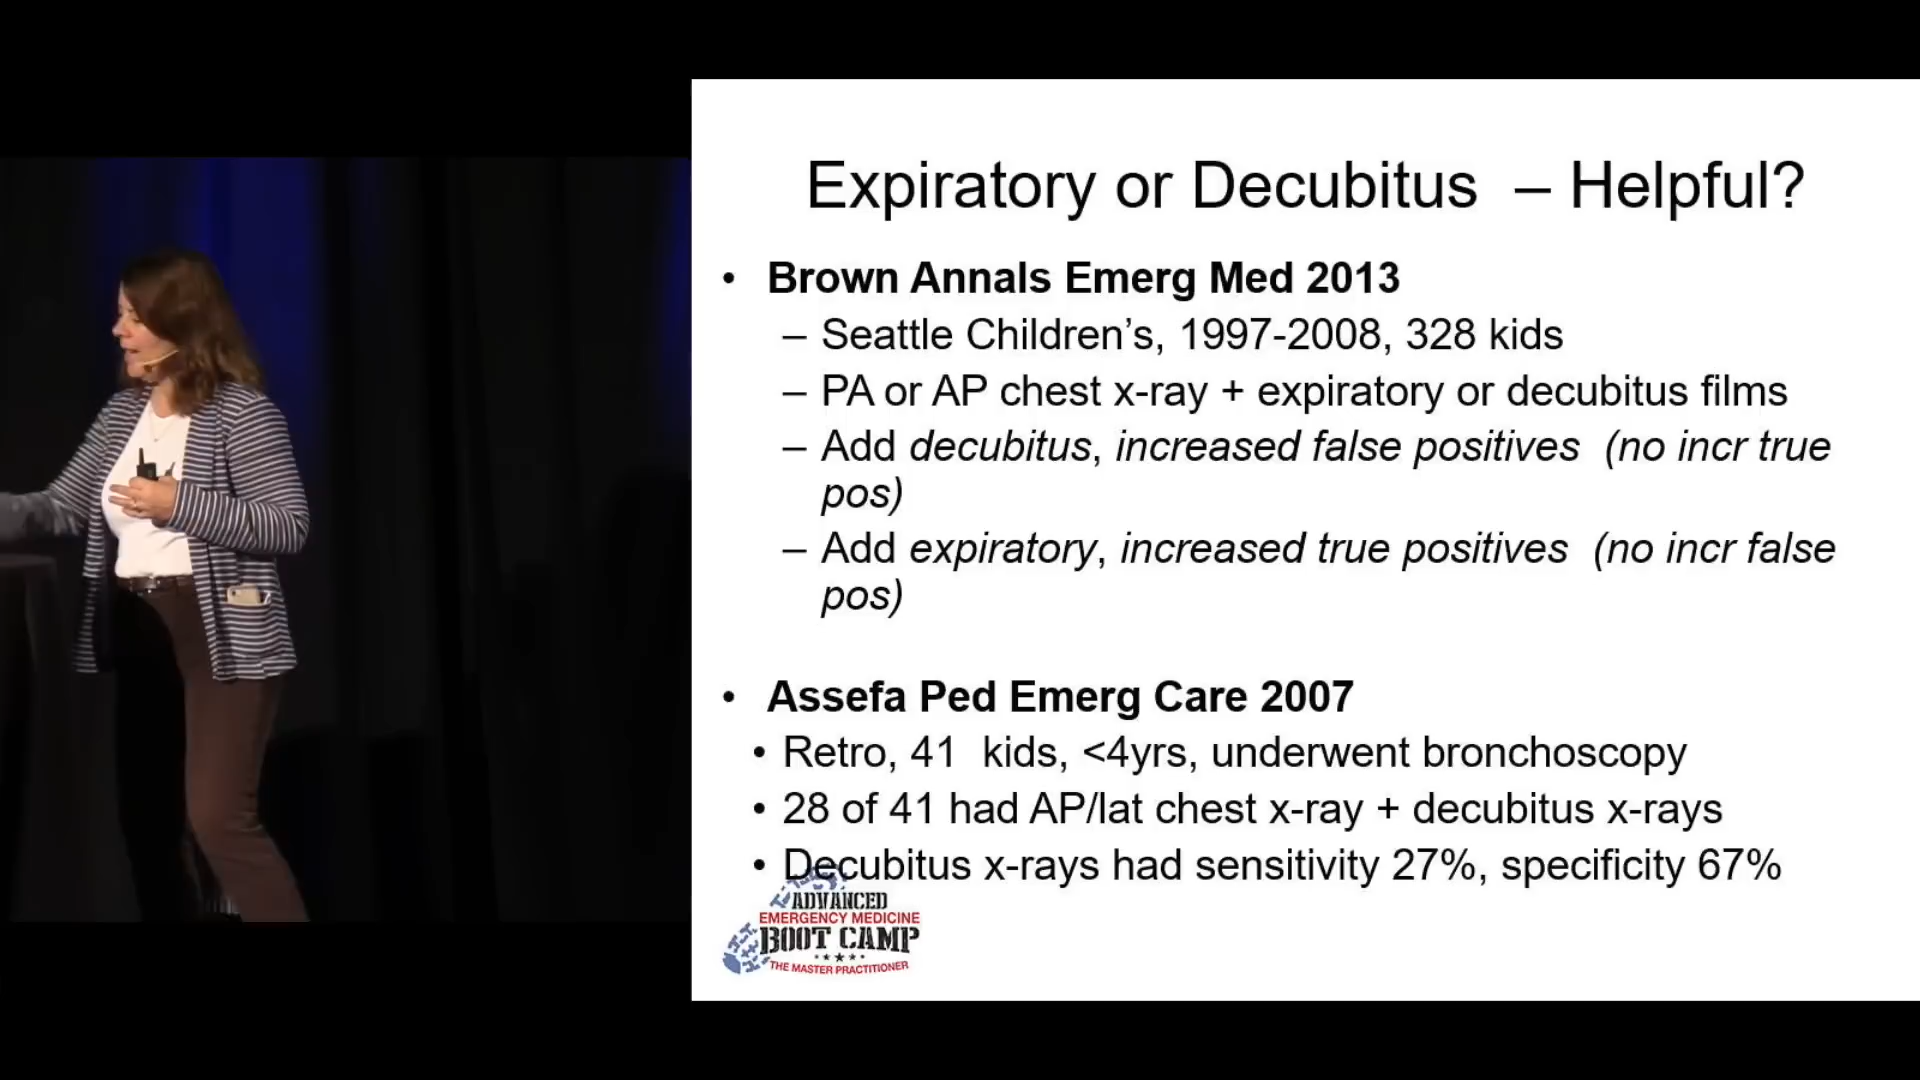 Expiratory or Decubitus – Helpful?
• Brown Annals Emerg Med 2013
– Seattle Children’s, 1997-2008, 328 kids
– PA or AP chest x-ray + expiratory or decubitus films
– Add decubitus, increased false positives (no incr true
pos)
– Add expiratory, increased true positives (no incr false
pos)
• Assefa Ped Emerg Care 2007
• Retro, 41 kids, <4yrs, underwent bronchoscopy
• 28 of 41 had AP/lat chest x-ray + decubitus x-rays
• Decubitus x-rays had sensitivity 27%, specificity 67%
ADVANCED
EMERGENCY MEDICINE
BOOT CAMP
THE MASTER PRACTITIONER